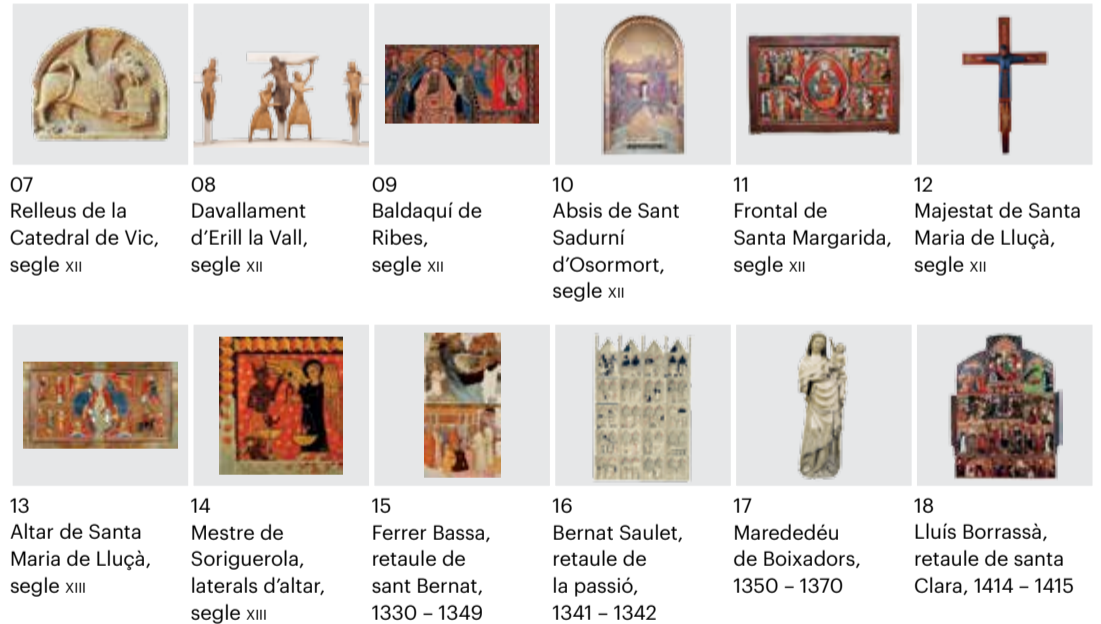 07
Relleus de la
Catedral de Vic,
segle XII
08
Davallament
d’Erill la Vall,
segle XII
09
Baldaquí de
Ribes,
segle XII
10
Absis de Sant
Sadurní
d’Osormort,
segle XII
11
Frontal de
Santa Margarida,
segle XII
12
Majestat de Santa
Maria de Lluçà,
segle XII
13
Altar de Santa
Maria de Lluçà,
segle XIII
14
Mestre de
Soriguerola,
laterals d’altar,
segle XIII
15
Ferrer Bassa,
retaule de
sant Bernat,
1330 – 1349
16
Bernat Saulet,
retaule de
la passió,
1341 – 1342
17
Marededéu
de Boixadors,
1350 – 1370
18
Lluís Borrassà,
retaule de santa
Clara, 1414 – 1415